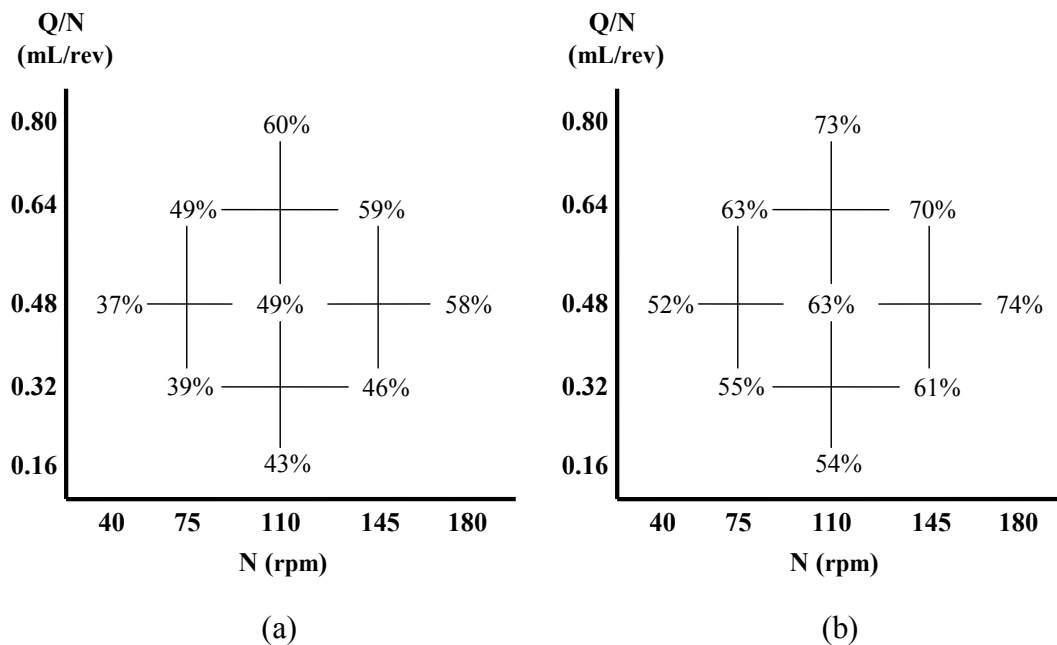 Q/N
(mL/rev)
0.80
60%
0.64
49%
59%
0.48
37%
49%
58%
0.32
39%
46%
0.16
43%
40 75 110 145 180
N (rpm)
(a)
Q/N
(mL/rev)
0.80
73%
0.64
63%
70%
0.48
52%
63%
74%
0.32
55%
61%
0.16
54%
40 75 110 145 180
N (rpm)
(b)